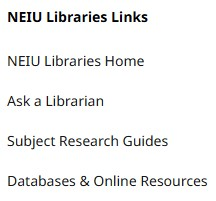 NEIU Libraries Links
NEIU Libraries Home
Ask a Librarian
Subject Research Guides
Databases & Online Resources